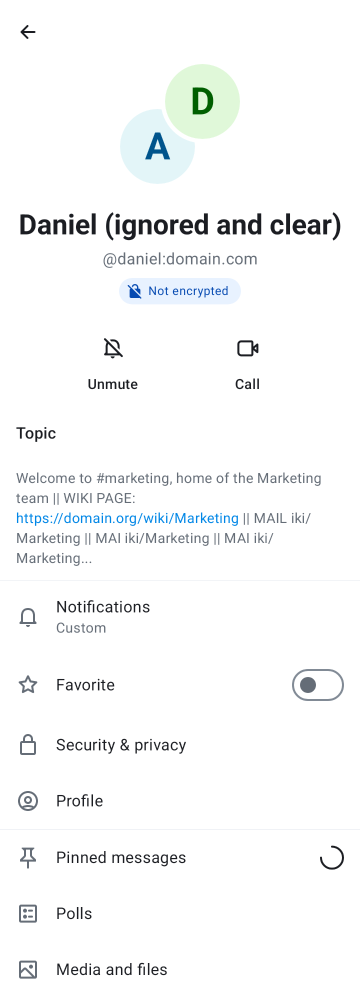 D
A
Daniel (ignored and clear)
@daniel:domain.com
Not encrypted
Unmute
Call
Topic
Welcome to #marketing, home of the Marketing
team || WIKI PAGE:
https://domain.org/wiki/Marketing || MAIL iki/
Marketing || MAI iki/Marketing || MAI iki/
Marketing...
Notifications
Custom
Favorite
Security & privacy
Profile
Pinned messages
Polls
Media and files